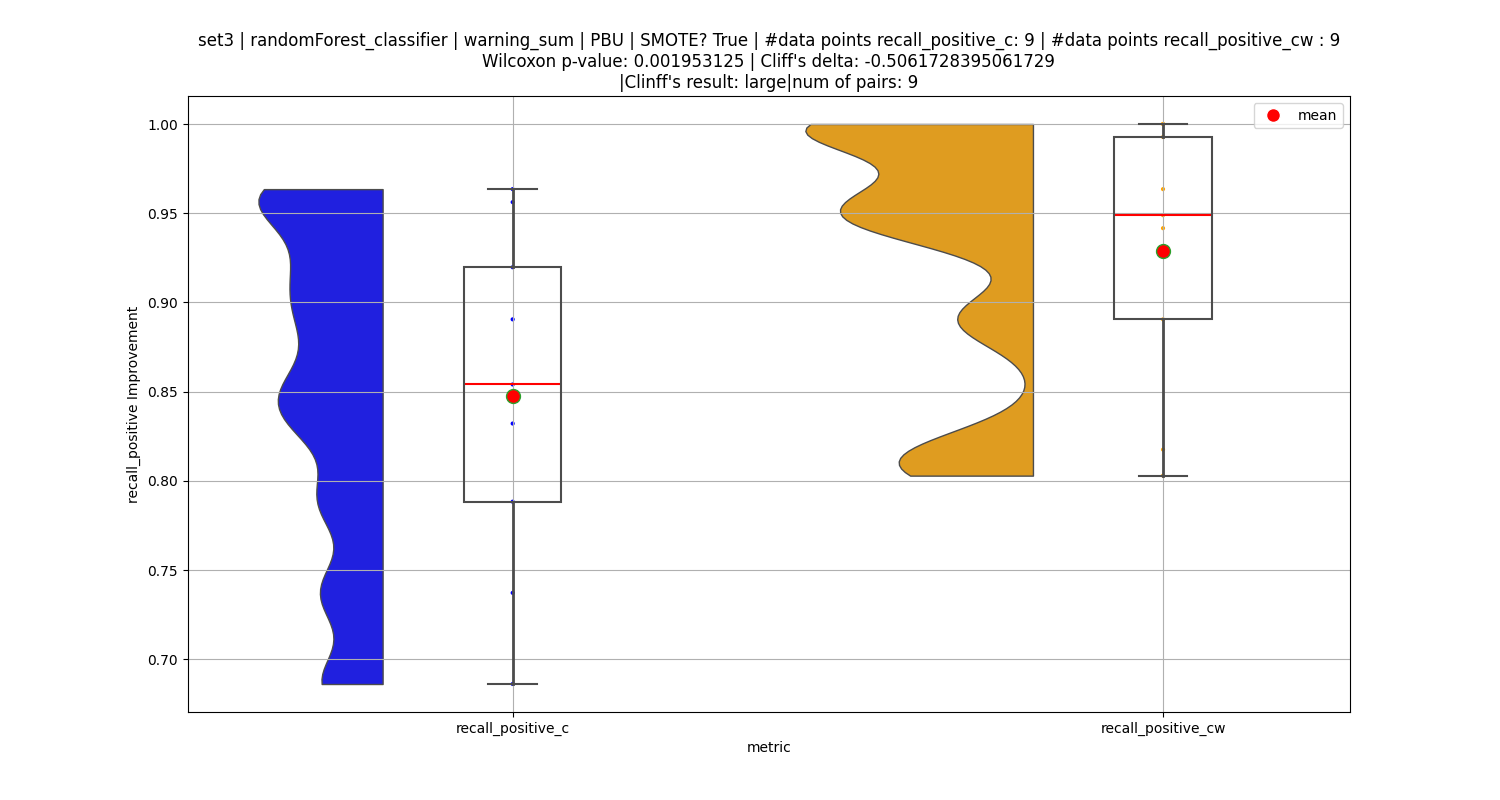 set3 | randomForest_classifier | warning_sum | PBU | SMOTE? True | #data points recall_positive_c: 9 | #data points recall_positive_cw : 9
Wilcoxon p-value: 0.001953125 | Cliff's delta: -0.5061728395061729
|Clinff's result: large|num of pairs: 9
mean
recall_positive Improvement
1.00
0.95
0.90
0.85
0.80
0.75
0.70
recall_positive_c
recall_positive_cw
metric